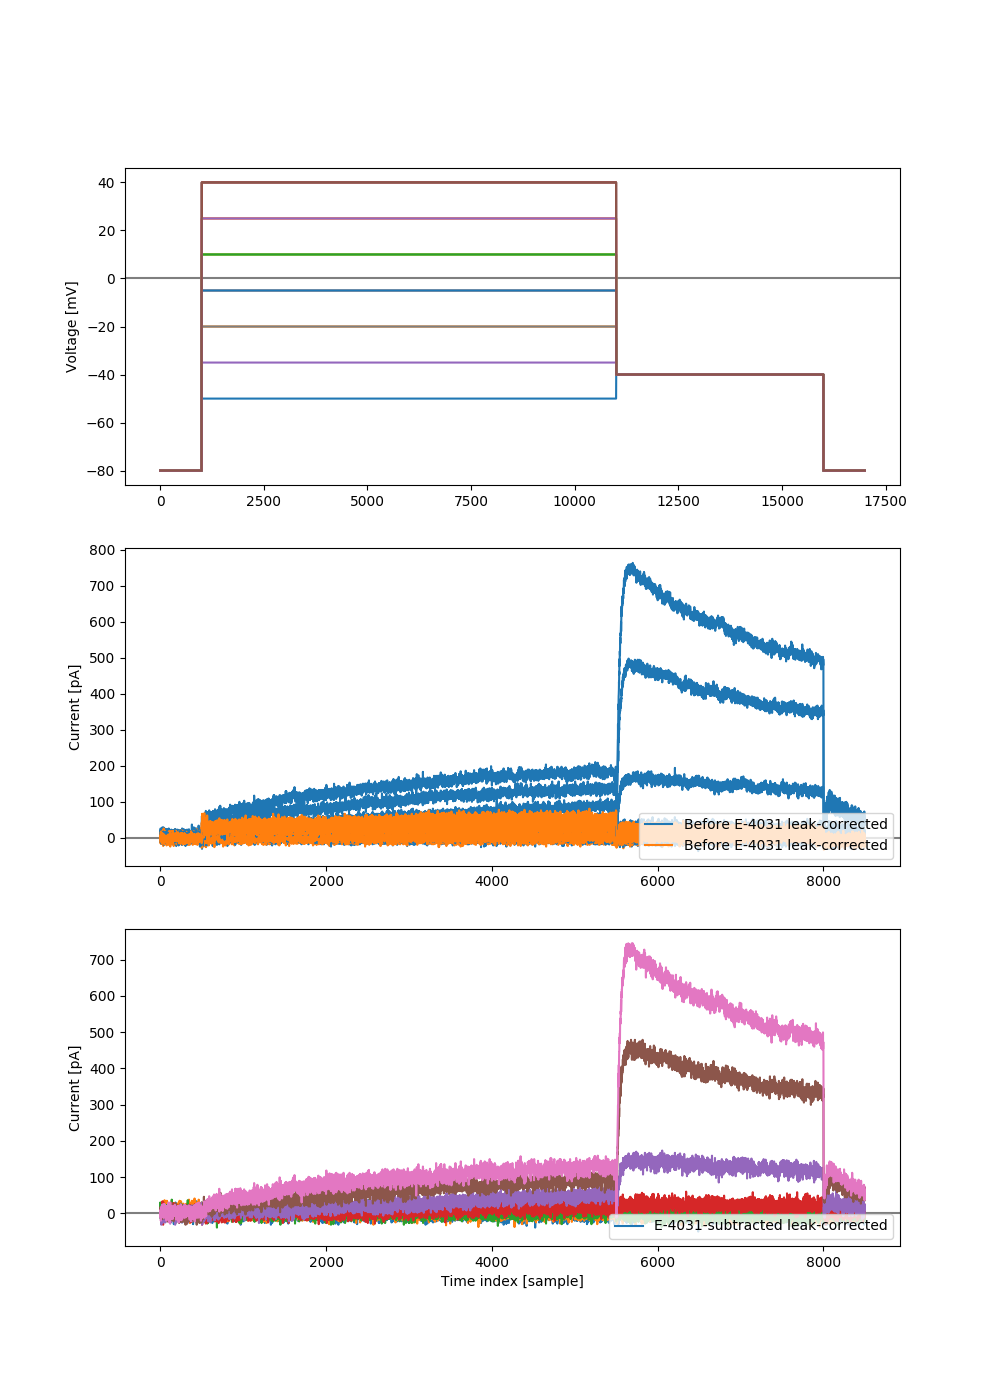 40
20
0
−20
−40
−60
−80
Voltage [mV]
0 2500 5000 7500 10000 12500 15000 17500
800
700
600
500
400
300
200
100
0
Current [pA]
Before E-4031 leak-corrected
Before E-4031 leak-corrected
0 2000 4000 6000 8000
700
600
500
400
300
200
100
0
Current [pA]
E-4031-subtracted leak-corrected
0 2000 4000 6000 8000
Time index [sample]